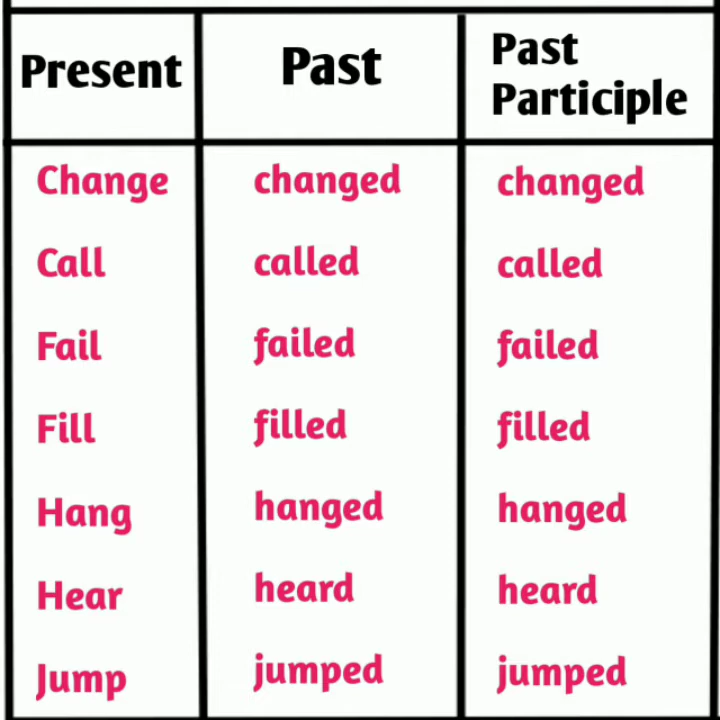 Present Past Past Participle
Change changed changed
Call called called
Fail failed failed
Fill filled filled
Hang hanged hanged
Hear heard heard
Jump jumped jumped